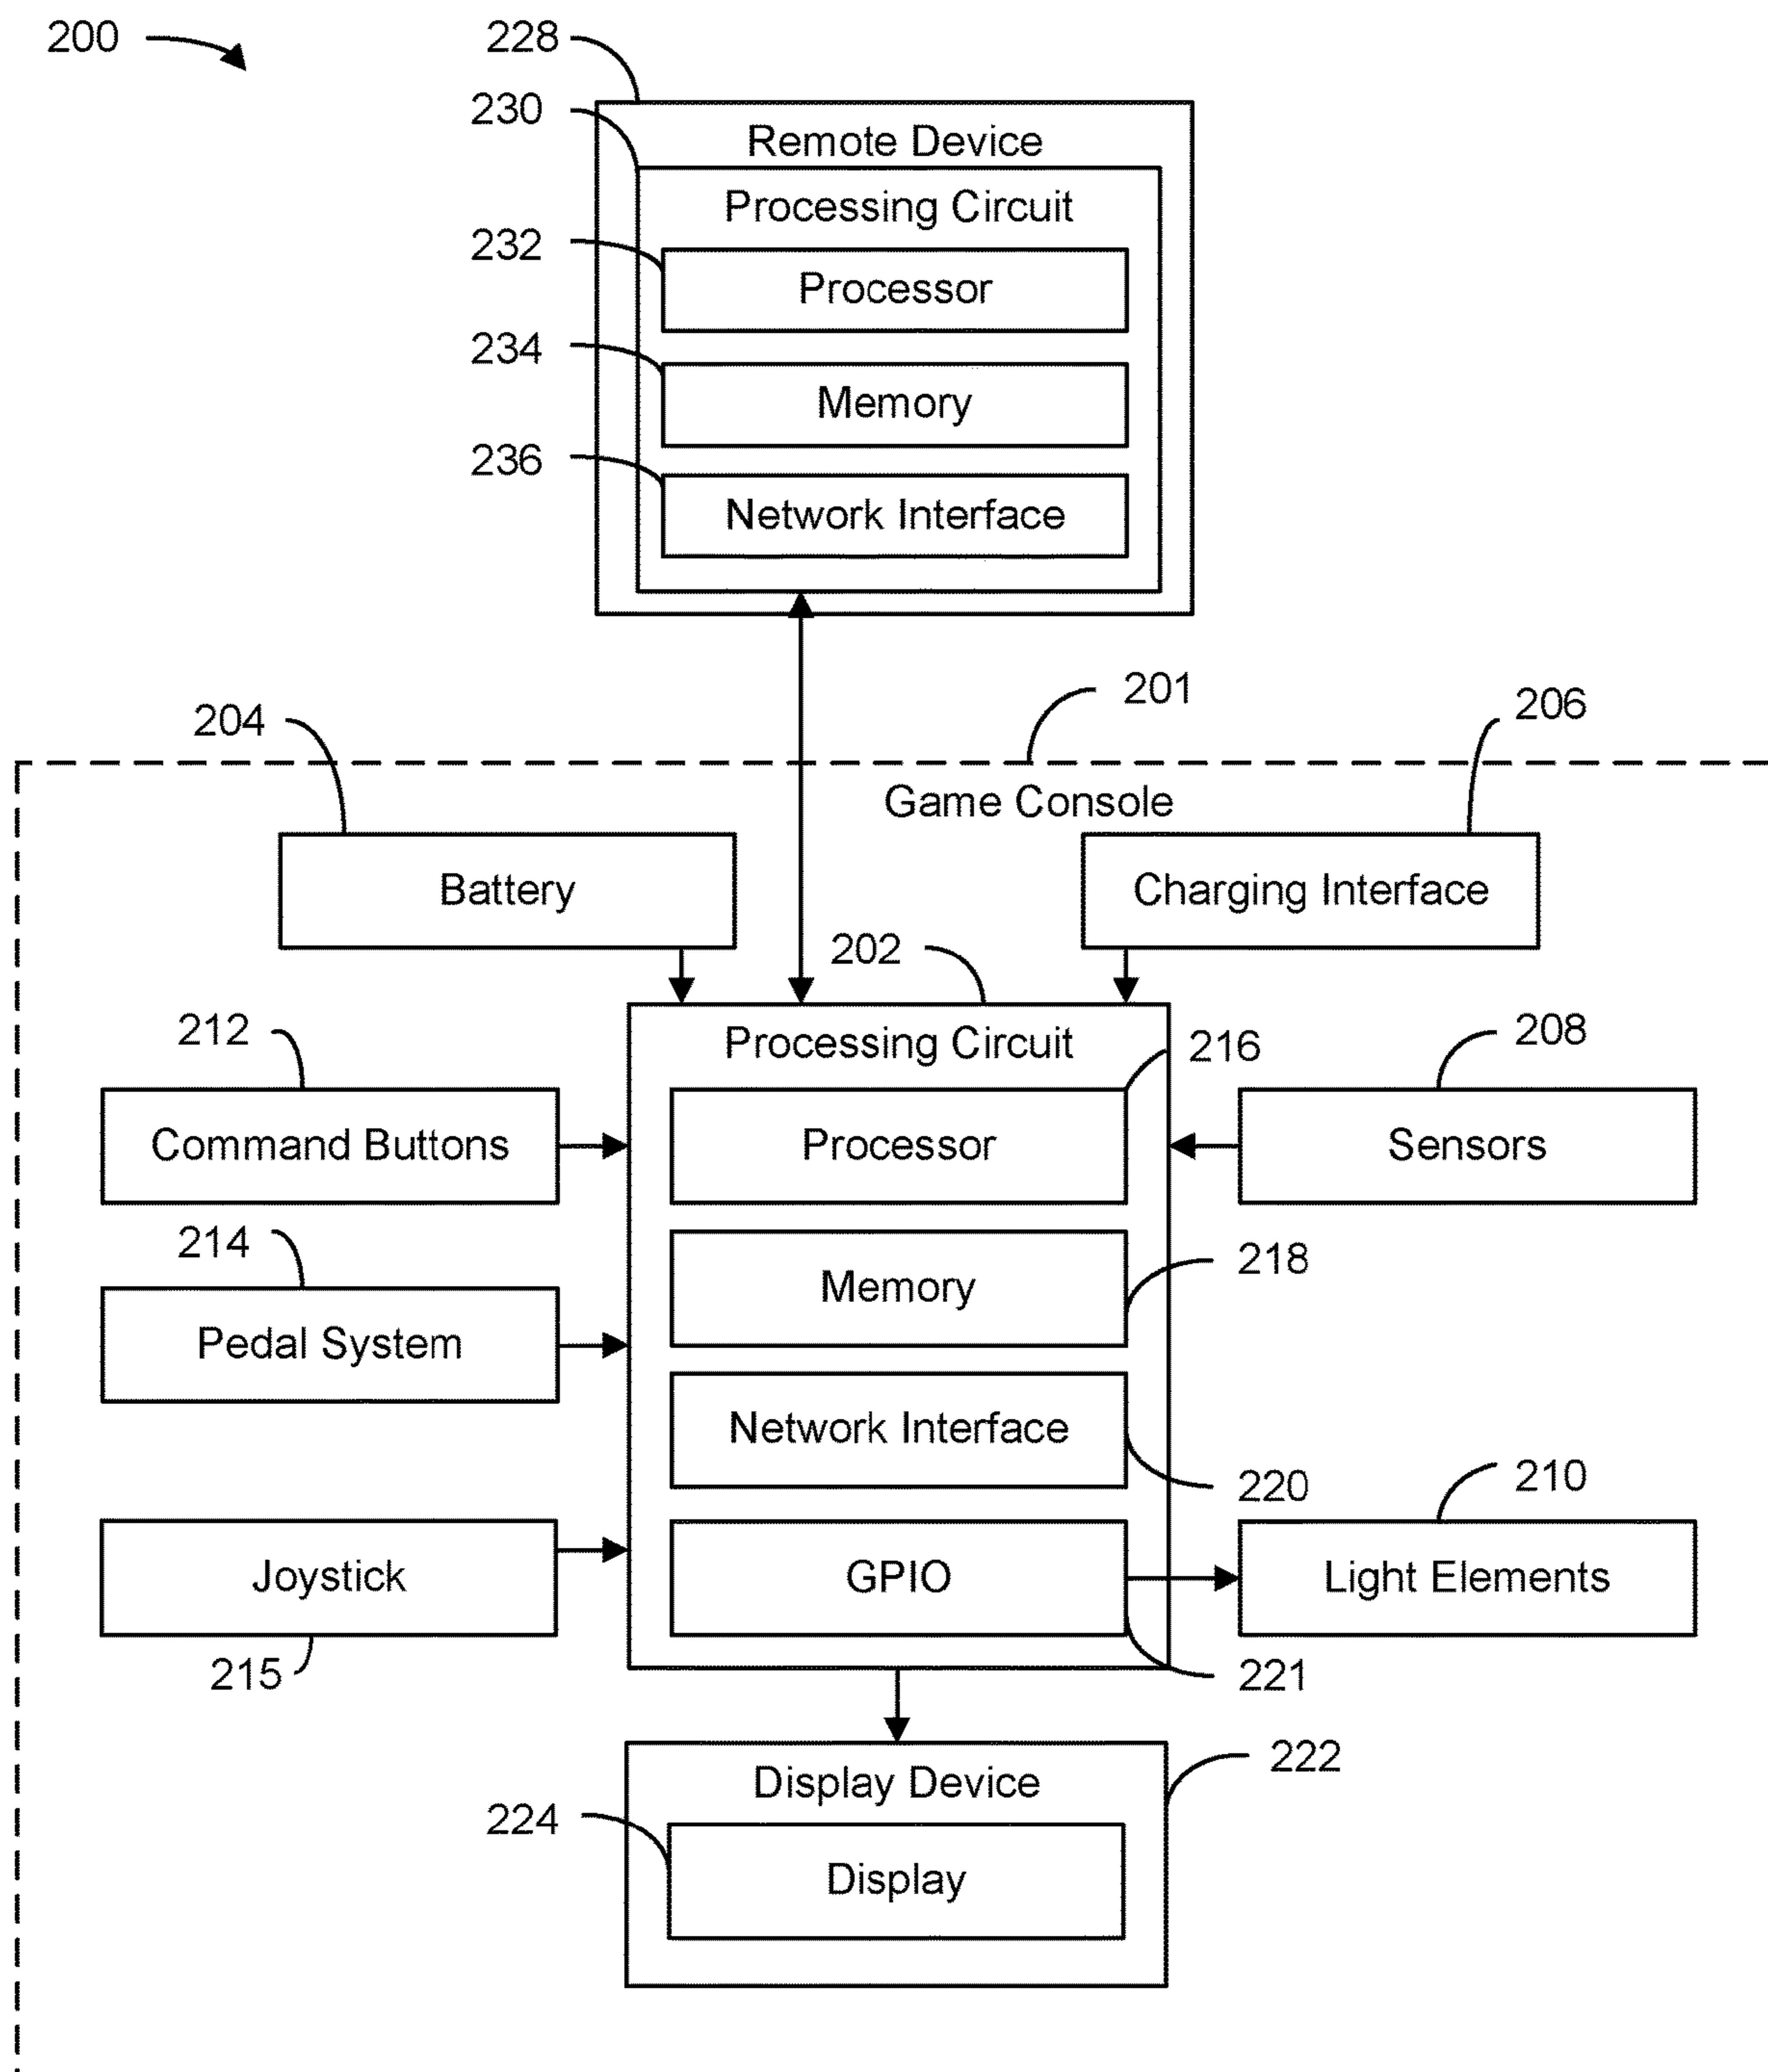 200
228
230
Remote Device
Processing Circuit
232
Processor
234
Memory
236
Network Interface
201
204
206
Game Console
Battery
Charging Interface
202
212
Processing Circuit
216
208
Command Buttons
Processor
Sensors
214
218
Memory
Pedal System
Network Interface
220
210
Joystick
GPIO
Light Elements
215
221
222
Display Device
224
Display